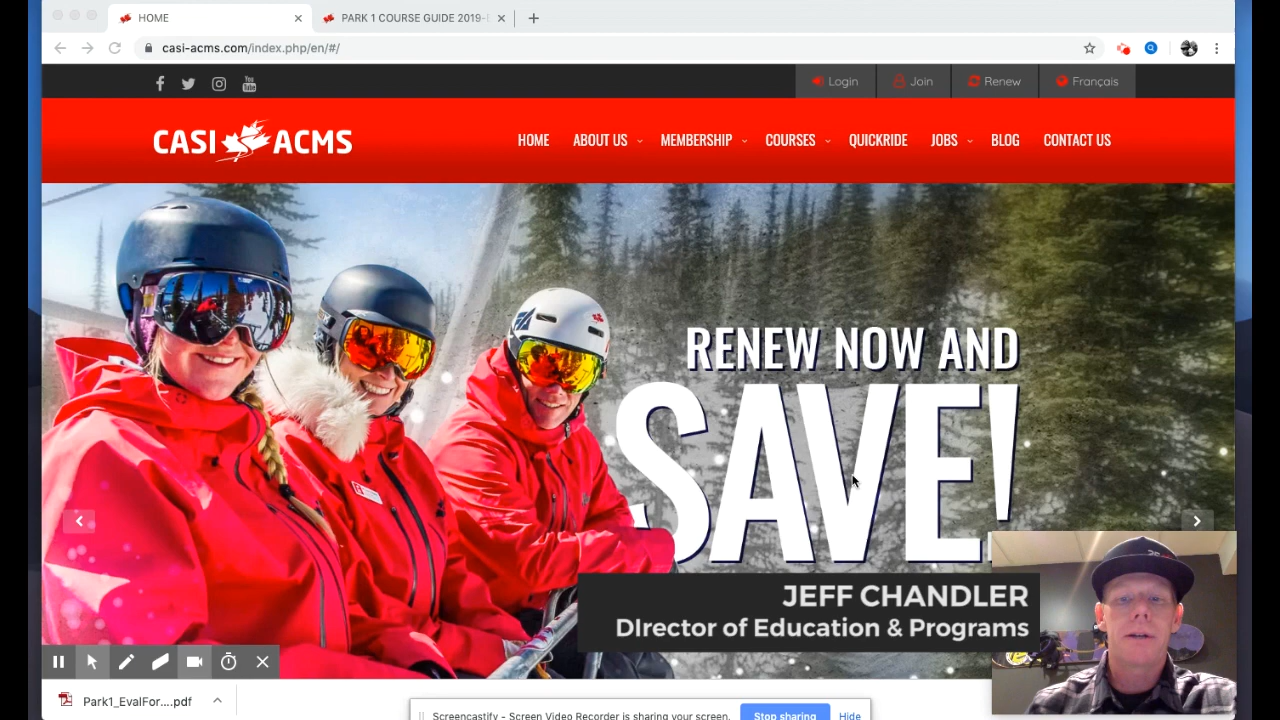 HOME
PARK 1 COURSE GUIDE 2019-
casi-acms.com/index.php/en/#/
You
Tube
Login
Join
Renew
Français
CASI ACMS
HOME
ABOUT US
MEMBERSHIP
COURSES
QUICKRIDE
JOBS
BLOG
CONTACT US
RENEW NOW AND
SAVE!
JEFF CHANDLER
DIrector of Education & Programs
Park1_EvalFor....pdf
Screencastify - Screen Video Recorder is sharing your screen.
Stop sharing
Hide